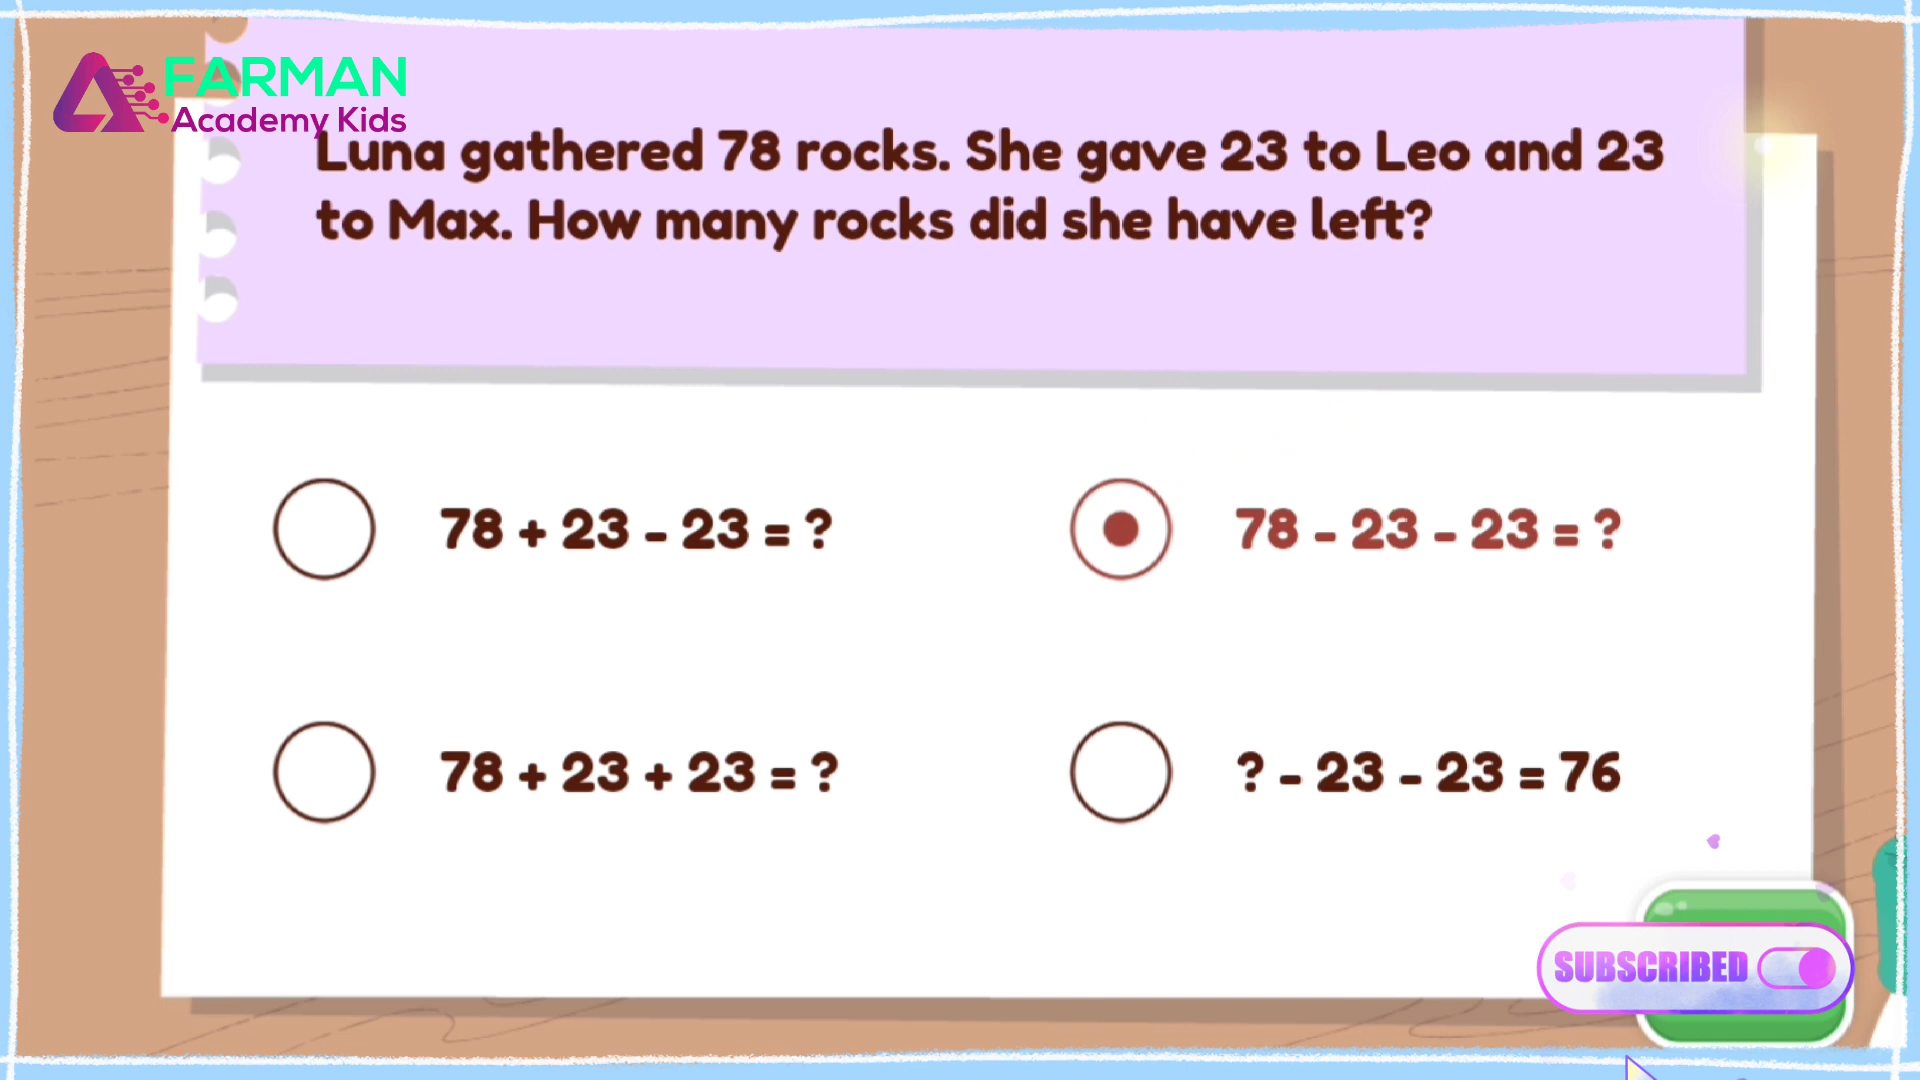 FARMAN
Academy Kids
Luna gathered 78 rocks. She gave 23 to Leo and 23
to Max. How many rocks did she have left?
78 + 23 - 23 = ?
78 - 23 - 23 = ?
78 + 23 + 23 = ?
? - 23 - 23 = 76
SUBSCRIBED